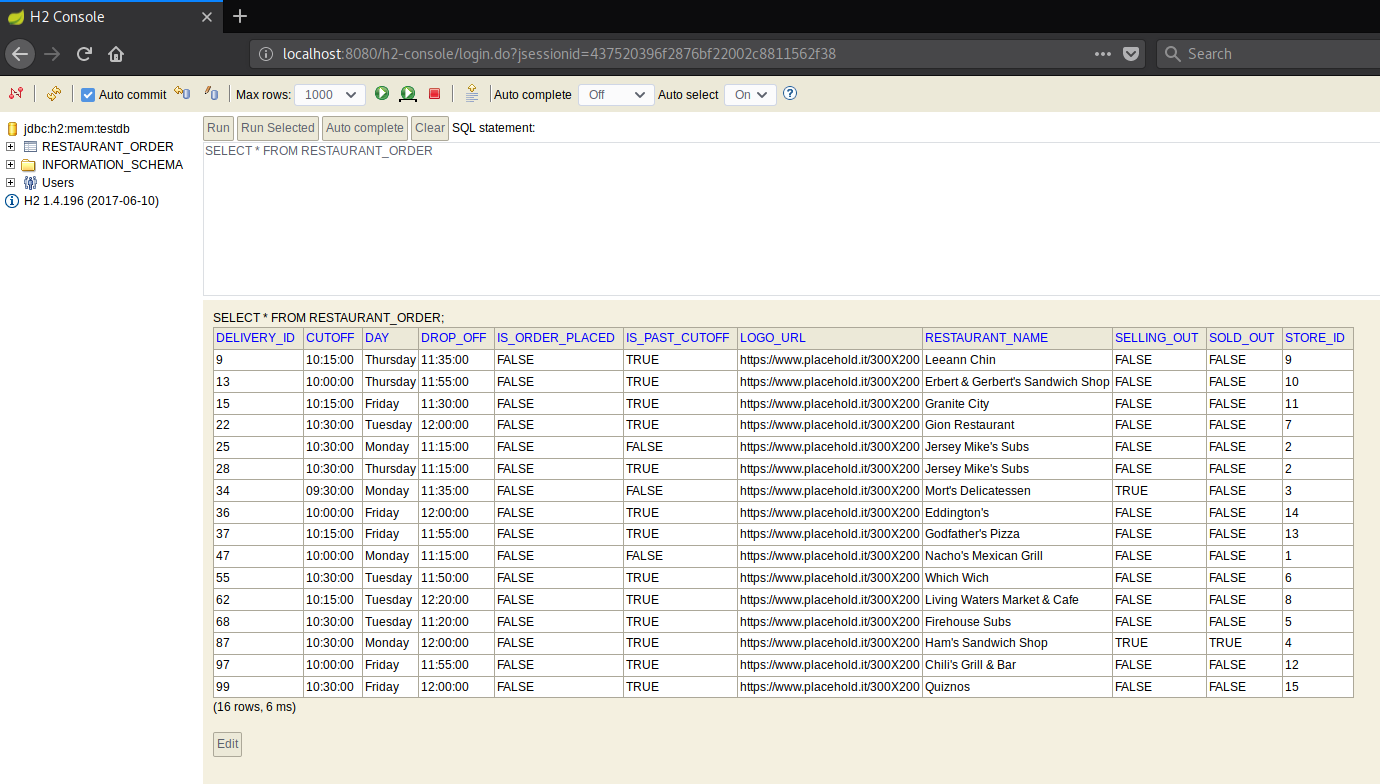 H2 Console
localhost:8080/h2-console/login.do?jsessionid=437520396f2876bf22002c8811562f38
Search
Auto commit Max rows: 1000 Auto complete Off Auto select On
jdbc:h2:mem:testdb
RESTAURANT_ORDER
INFORMATION_SCHEMA
Users
H2 1.4.196 (2017-06-10)
Run Run Selected Auto complete Clear SQL statement:
SELECT * FROM RESTAURANT_ORDER
SELECT * FROM RESTAURANT_ORDER;
DELIVERY_ID CUTOFF DAY DROP_OFF IS_ORDER_PLACED IS_PAST_CUTOFF LOGO_URL RESTAURANT_NAME SELLING_OUT SOLD_OUT STORE_ID
9 10:15:00 Thursday 11:35:00 FALSE TRUE https://www.placehold.it/300X200 Leeann Chin FALSE FALSE 9
13 10:00:00 Thursday 11:55:00 FALSE TRUE https://www.placehold.it/300X200 Erbert & Gerbert's Sandwich Shop FALSE FALSE 10
15 10:15:00 Friday 11:30:00 FALSE TRUE https://www.placehold.it/300X200 Granite City FALSE FALSE 11
22 10:30:00 Tuesday 12:00:00 FALSE TRUE https://www.placehold.it/300X200 Gion Restaurant FALSE FALSE 7
25 10:30:00 Monday 11:15:00 FALSE FALSE https://www.placehold.it/300X200 Jersey Mike's Subs FALSE FALSE 2
28 10:30:00 Thursday 11:15:00 FALSE TRUE https://www.placehold.it/300X200 Jersey Mike's Subs FALSE FALSE 2
34 09:30:00 Monday 11:35:00 FALSE FALSE https://www.placehold.it/300X200 Mort's Delicatessen TRUE FALSE 3
36 10:00:00 Friday 12:00:00 FALSE TRUE https://www.placehold.it/300X200 Eddington's FALSE FALSE 14
37 10:15:00 Friday 11:55:00 FALSE TRUE https://www.placehold.it/300X200 Godfather's Pizza FALSE FALSE 13
47 10:00:00 Monday 11:15:00 FALSE FALSE https://www.placehold.it/300X200 Nacho's Mexican Grill FALSE FALSE 1
55 10:30:00 Tuesday 11:50:00 FALSE TRUE https://www.placehold.it/300X200 Which Wich FALSE FALSE 6
62 10:15:00 Tuesday 12:20:00 FALSE TRUE https://www.placehold.it/300X200 Living Waters Market & Cafe FALSE FALSE 8
68 10:30:00 Tuesday 11:20:00 FALSE TRUE https://www.placehold.it/300X200 Firehouse Subs FALSE FALSE 5
87 10:30:00 Monday 12:00:00 FALSE TRUE https://www.placehold.it/300X200 Ham's Sandwich Shop TRUE TRUE 4
97 10:00:00 Friday 11:55:00 FALSE TRUE https://www.placehold.it/300X200 Chili's Grill & Bar FALSE FALSE 12
99 10:30:00 Friday 12:00:00 FALSE TRUE https://www.placehold.it/300X200 Quiznos FALSE FALSE 15
(16 rows, 6 ms)
Edit